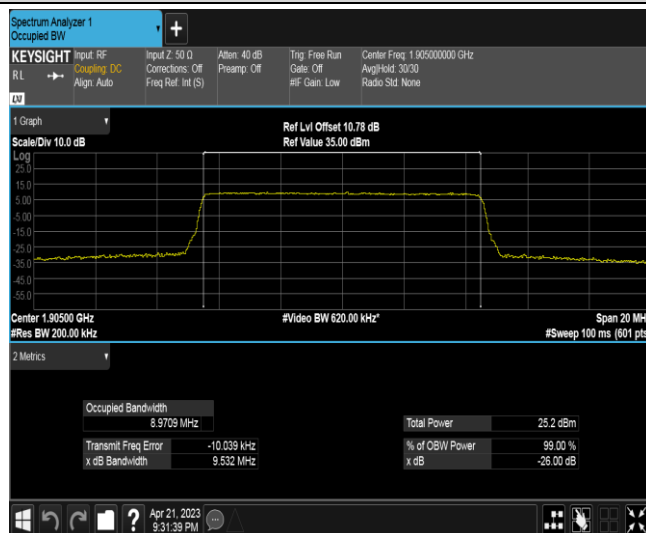 Spectrum Analyzer 1
Occupied BW
+
KEYSIGHT
RL
LXI
Input: RF
Coupling: DC
Align: Auto
Input Z: 50 Ω
Corrections: Off
Freq Ref: Int (S)
Atten: 40 dB
Preamp: Off
Trig: Free Run
Gate: Off
#IF Gain: Low
Center Freq: 1.905000000 GHz
Avg|Hold: 30/30
Radio Std: None
1 Graph
Scale/Div 10.0 dB
Ref Lvl Offset 10.78 dB
Ref Value 35.00 dBm
Log
25.0
15.0
5.00
-5.00
-15.0
-25.0
-35.0
-45.0
-55.0
Center 1.90500 GHz
#Res BW 200.00 kHz
#Video BW 620.00 kHz*
Span 20 MH
#Sweep 100 ms (601 pts
2 Metrics
Occupied Bandwidth
8.9709 MHz
Transmit Freq Error -10.039 kHz
x dB Bandwidth 9.532 MHz
Total Power 25.2 dBm
% of OBW Power 99.00 %
x dB -26.00 dB
?
Apr 21, 2023
9:31:39 PM